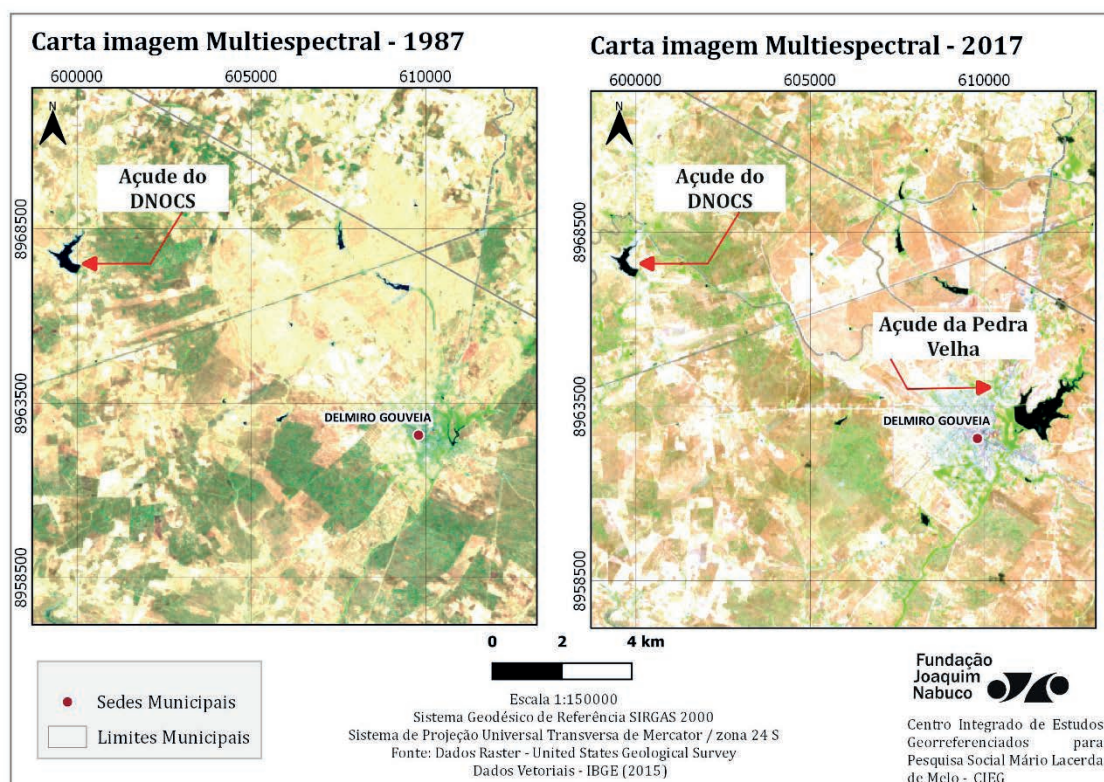 Carta imagem Multiespectral - 1987
600000
605000
610000
N
Açude do
DNOCS
8968500
8963500
8958500
DELMIRO GOUVEIA
Carta imagem Multiespectral - 2017
600000
605000
610000
N
Açude do
DNOCS
Açude da Pedra
Velha
8968500
8963500
8958500
DELMIRO GOUVEIA
0 2 4 km
Sedes Municipais
Limites Municipais
Escala 1:150000
Sistema Geodésico de Referência SIRGAS 2000
Sistema de Projeção Universal Transversa de Mercator / zona 24 S
Fonte: Dados Raster - United States Geological Survey
Dados Vetoriais - IBGE (2015)
Fundação
Joaquim
Nabuco
Centro Integrado de Estudos
Georreferenciados para
Pesquisa Social Mário Lacerda
de Melo - CIEG